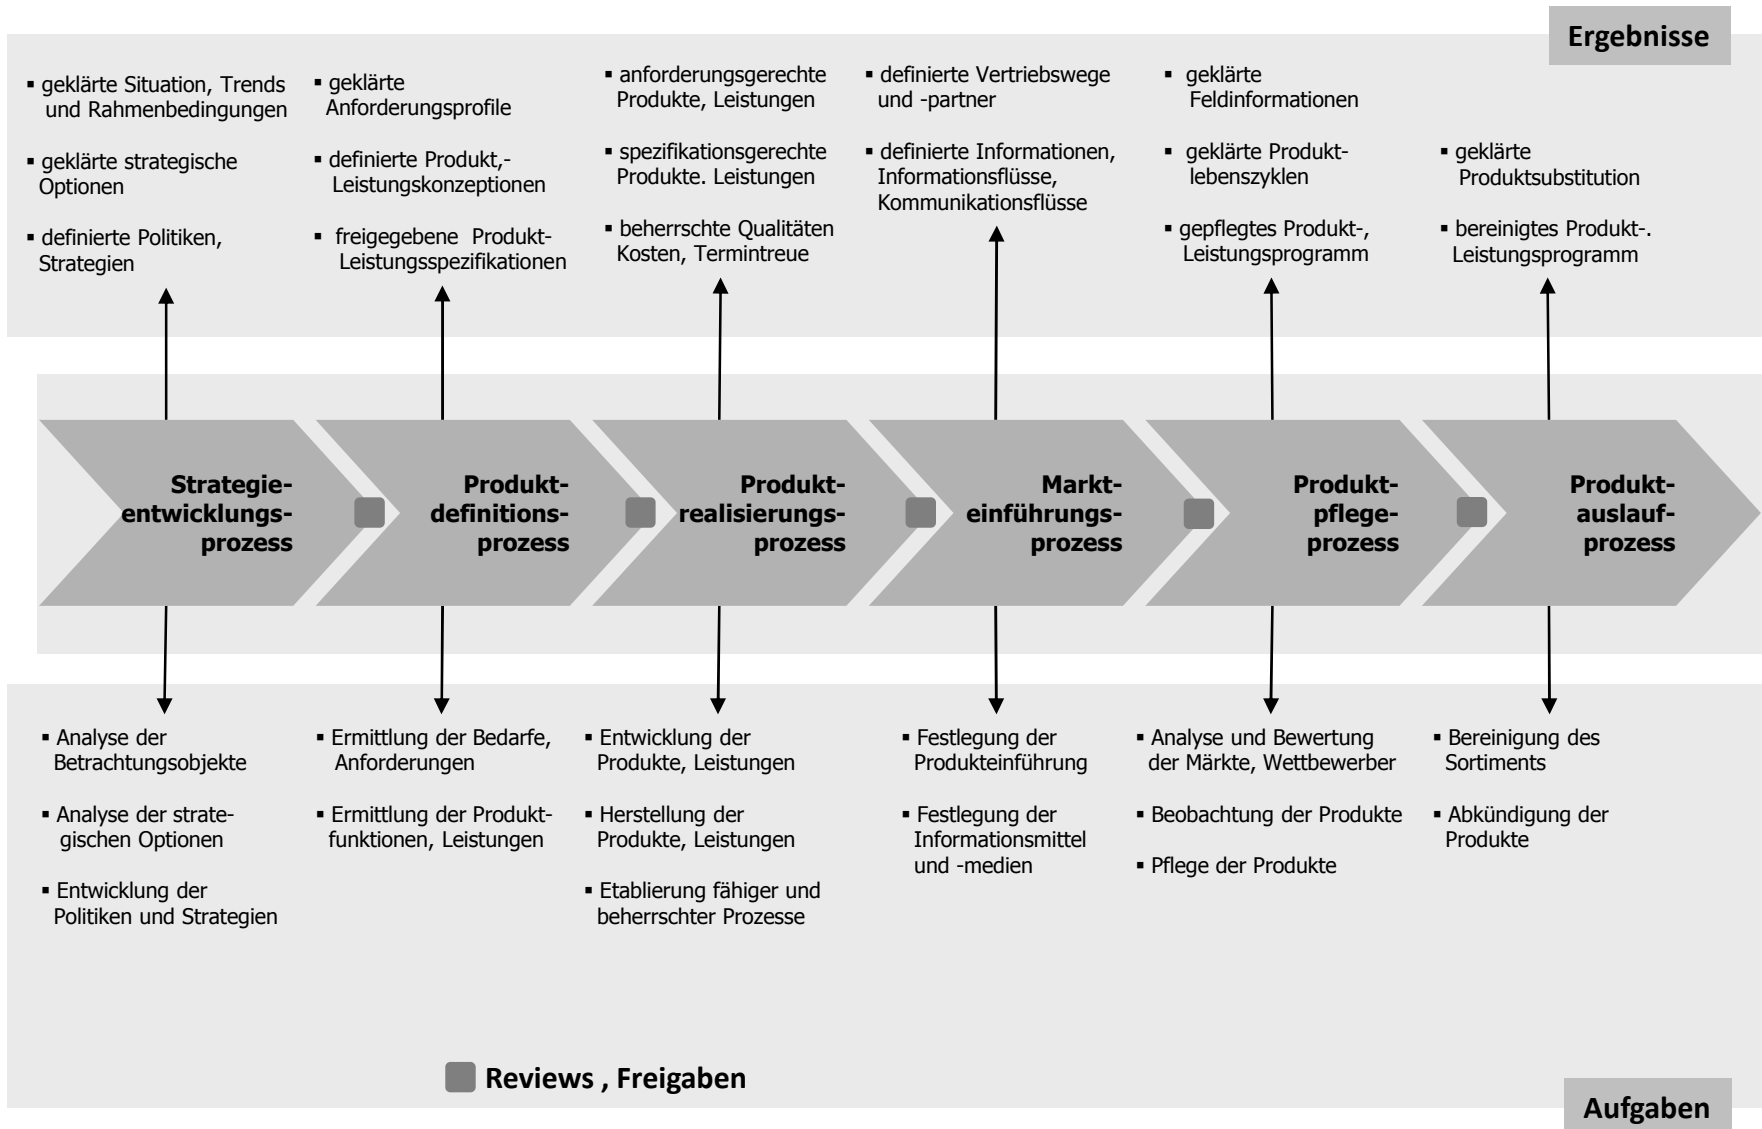 Ergebnisse
▪ geklärte Situation, Trends
und Rahmenbedingungen
▪ geklärte strategische
Optionen
▪ definierte Politiken,
Strategien
▪ geklärte
Anforderungsprofile
▪ definierte Produkt,-
Leistungskonzeptionen
▪ freigegebene Produkt-
Leistungsspezifikationen
▪ anforderungsgerechte
Produkte, Leistungen
▪ spezifikationsgerechte
Produkte. Leistungen
▪ beherrschte Qualitäten
Kosten, Termintreue
▪ definierte Vertriebswege
und -partner
▪ definierte Informationen,
Informationsflüsse,
Kommunikationsflüsse
▪ geklärte
Feldinformationen
▪ geklärte Produkt-
lebenszyklen
▪ gepflegtes Produkt-,
Leistungsprogramm
▪ geklärte
Produktsubstitution
▪ bereinigtes Produkt-.
Leistungsprogramm
Strategie-
entwicklungs-
prozess
Produkt-
definitions-
prozess
Produkt-
realisierungs-
prozess
Markt-
einführungs-
prozess
Produkt-
pflege-
prozess
Produkt-
auslauf-
prozess
▪ Analyse der
Betrachtungsobjekte
▪ Analyse der strate-
gischen Optionen
▪ Entwicklung der
Politiken und Strategien
▪ Ermittlung der Bedarfe,
Anforderungen
▪ Ermittlung der Produkt-
funktionen, Leistungen
▪ Entwicklung der
Produkte, Leistungen
▪ Herstellung der
Produkte, Leistungen
▪ Etablierung fähiger und
beherrschter Prozesse
▪ Festlegung der
Produkteinführung
▪ Festlegung der
Informationsmittel
und -medien
▪ Analyse und Bewertung
der Märkte, Wettbewerber
▪ Beobachtung der Produkte
▪ Pflege der Produkte
▪ Bereinigung des
Sortiments
▪ Abkündigung der
Produkte
Reviews , Freigaben
Aufgaben